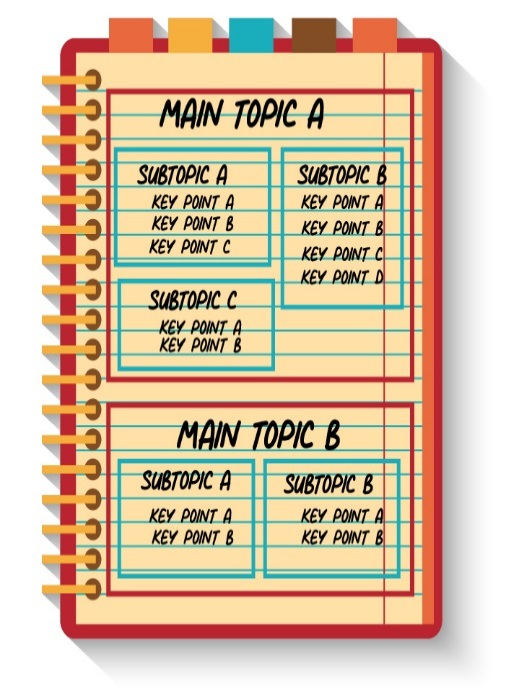 MAIN TOPIC A
SUBTOPIC A
KEY POINT A
KEY POINT B
KEY POINT C
SUBTOPIC B
KEY POINT A
KEY POINT B
KEY POINT C
KEY POINT D
SUBTOPIC C
KEY POINT A
KEY POINT B
MAIN TOPIC B
SUBTOPIC A
KEY POINT A
KEY POINT B
SUBTOPIC B
KEY POINT A
KEY POINT B